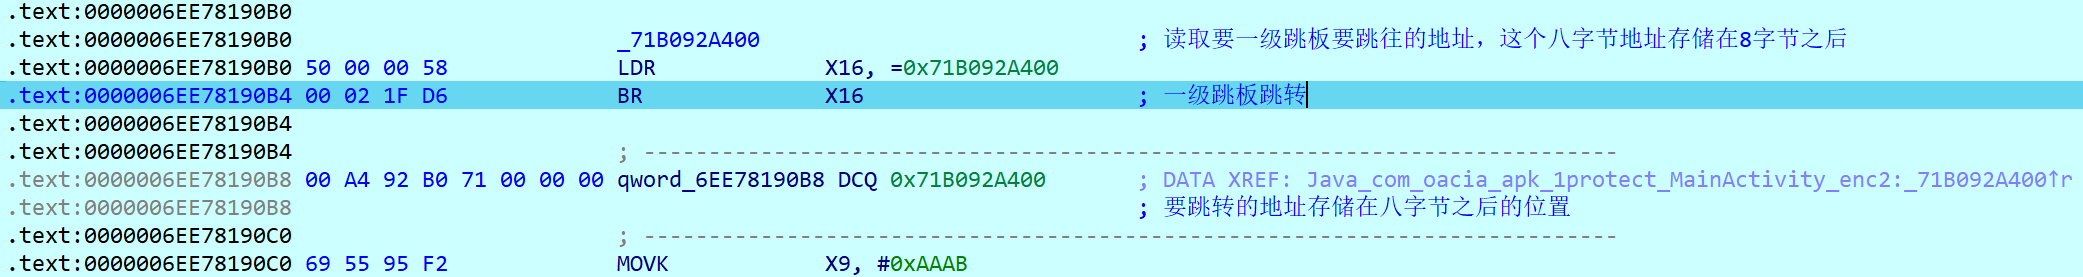 .text:0000006EE78190B0
.text:0000006EE78190B0 _71B092A400 ; 读取要一级跳板要跳往的地址，这个八字节地址存储在8字节之后
.text:0000006EE78190B0 50 00 00 58 LDR X16, =0x71B092A400
.text:0000006EE78190B4 00 02 1F D6 BR X16 ; 一级跳板跳转
.text:0000006EE78190B4
.text:0000006EE78190B4 ; ---------------------------------------------------------------------------
.text:0000006EE78190B8 00 A4 92 B0 71 00 00 00 qword_6EE78190B8 DCQ 0x71B092A400 ; DATA XREF: Java_com_oacia_apk_1protect_MainActivity_enc2:_71B092A400↑r
.text:0000006EE78190B8 ; 要跳转的地址存储在八字节之后的位置
.text:0000006EE78190C0 ; ---------------------------------------------------------------------------
.text:0000006EE78190C0 69 55 95 F2 MOVK X9, #0xAAAB